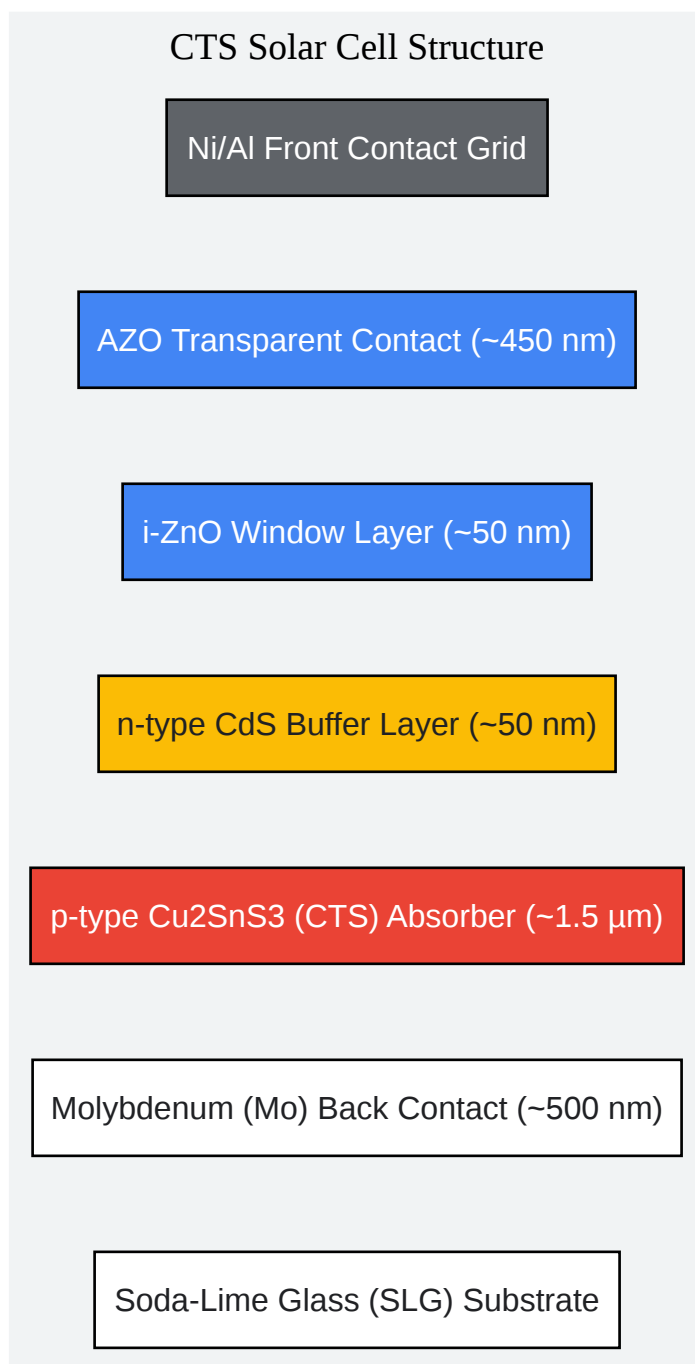 CTS Solar Cell Structure
Ni/Al Front Contact Grid
AZO Transparent Contact (~450 nm)
i-ZnO Window Layer (~50 nm)
n-type CdS Buffer Layer (~50 nm)
p-type Cu2SnS3 (CTS) Absorber (~1.5 µm)
Molybdenum (Mo) Back Contact (~500 nm)
Soda-Lime Glass (SLG) Substrate